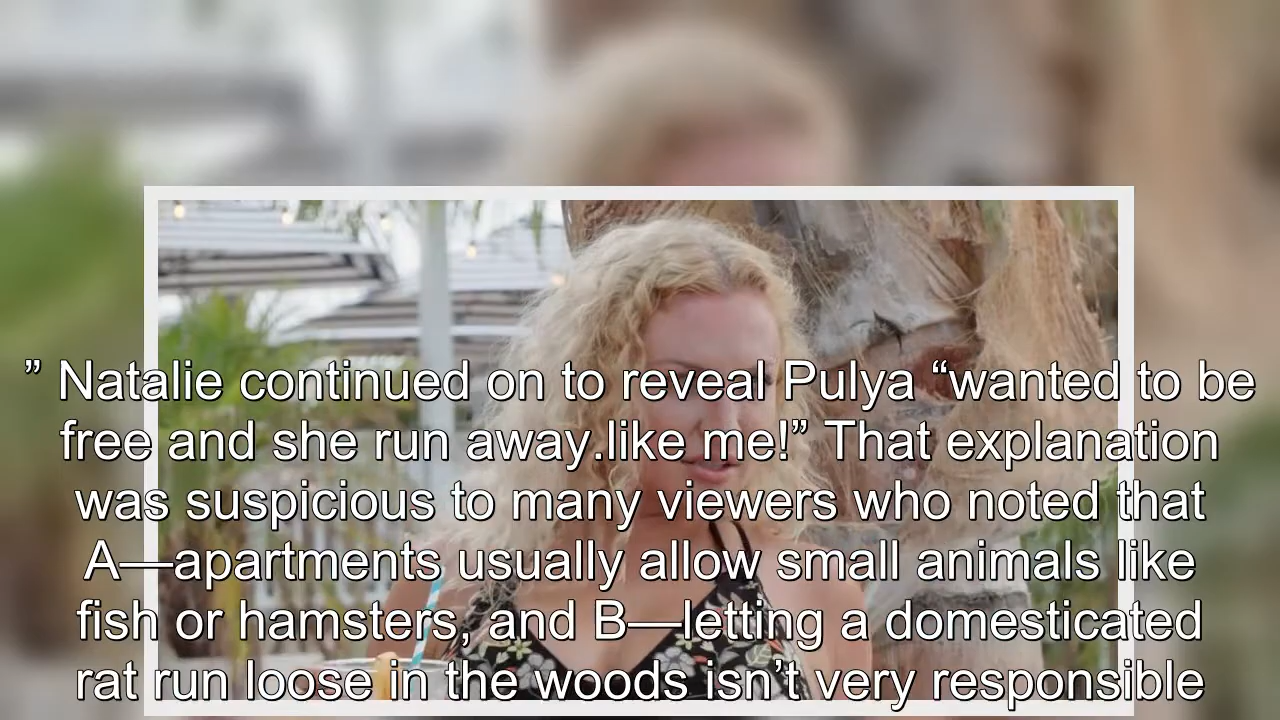 ” Natalie continued on to reveal Pulya “wanted to be
free and she run away.like me!” That explanation
was suspicious to many viewers who noted that
A—apartments usually allow small animals like
fish or hamsters, and B—letting a domesticated
rat run loose in the woods isn’t very responsible